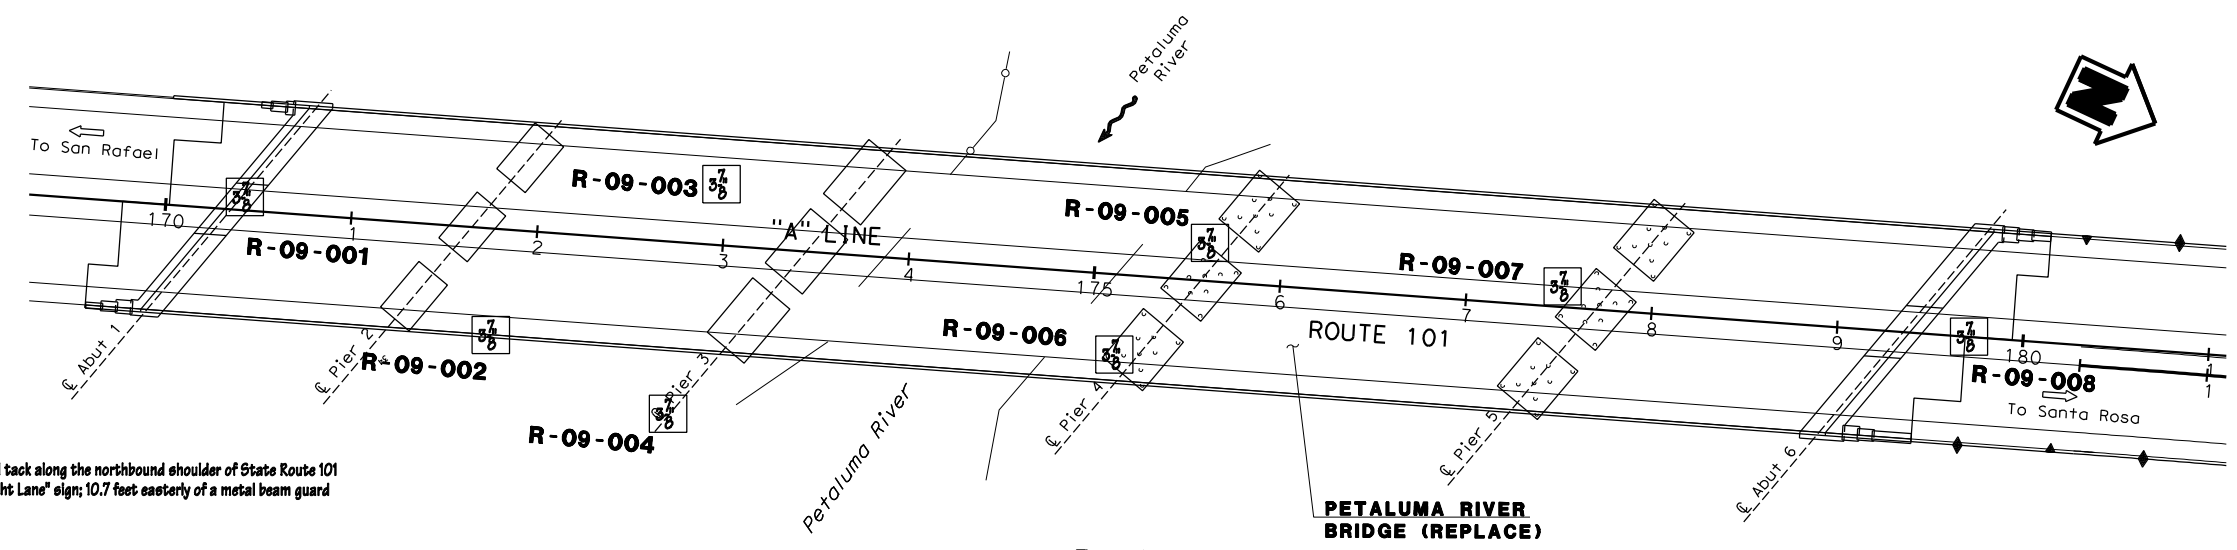 Petaluma
River
N
To San Rafael
170
1
2
3
4
175
6
7
8
9
180
1
1
"A" LINE
R-09-001
3⅞"
R-09-002
3⅞"
R-09-003
3⅞"
R-09-004
3⅞"
R-09-005
3⅞"
R-09-006
3⅞"
R-09-007
3⅞"
R-09-008
3⅞"
ROUTE 101
To Santa Rosa
℄ Abut 1
℄ Pier 2
℄ Pier 3
℄ Pier 4
℄ Pier 5
℄ Abut 6
Petaluma River
tack along the northbound shoulder of State Route 101
ht Lane" sign; 10.7 feet easterly of a metal beam guard
PETALUMA RIVER
BRIDGE (REPLACE)